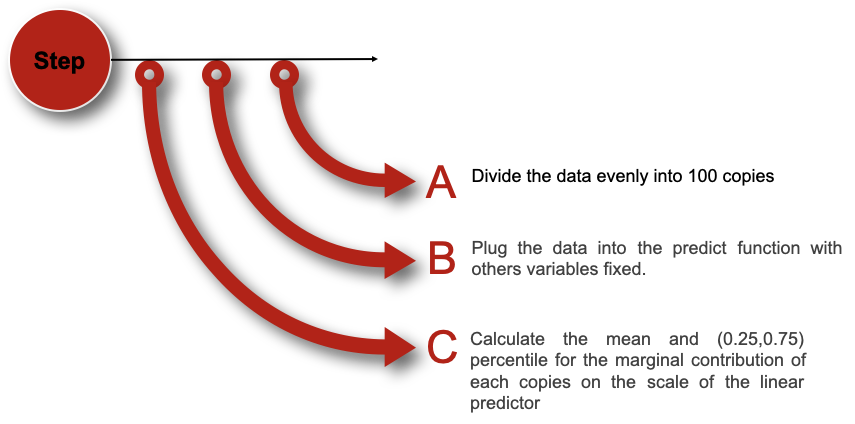 Step
A
Divide the data evenly into 100 copies
B
Plug the data into the predict function with
others variables fixed.
C
Calculate the mean and (0.25,0.75)
percentile for the marginal contribution of
each copies on the scale of the linear
predictor